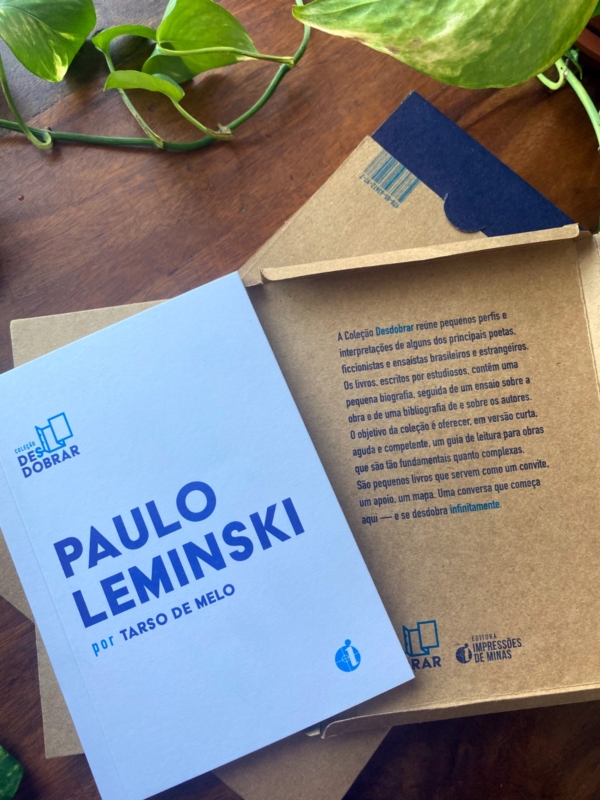 COLEÇÃO
DES
DOBRAR
PAULO
LEMINSKI
por TARSO DE MELO
A Coleção Desdobrar reúne pequenos perfis e
interpretações de alguns dos principais poetas,
ficcionistas e ensaístas brasileiros e estrangeiros.
Os livros, escritos por estudiosos, contêm uma
pequena biografia, seguida de um ensaio sobre a
obra e de uma bibliografia de e sobre os autores.
O objetivo da coleção é oferecer, em versão curta,
aguda e competente, um guia de leitura para obras
que são tão fundamentais quanto complexas.
São pequenos livros que servem como um convite,
um apoio, um mapa. Uma conversa que começa
aqui — e se desdobra infinitamente.
RAR
EDITORA
IMPRESSÕES
DE MINAS